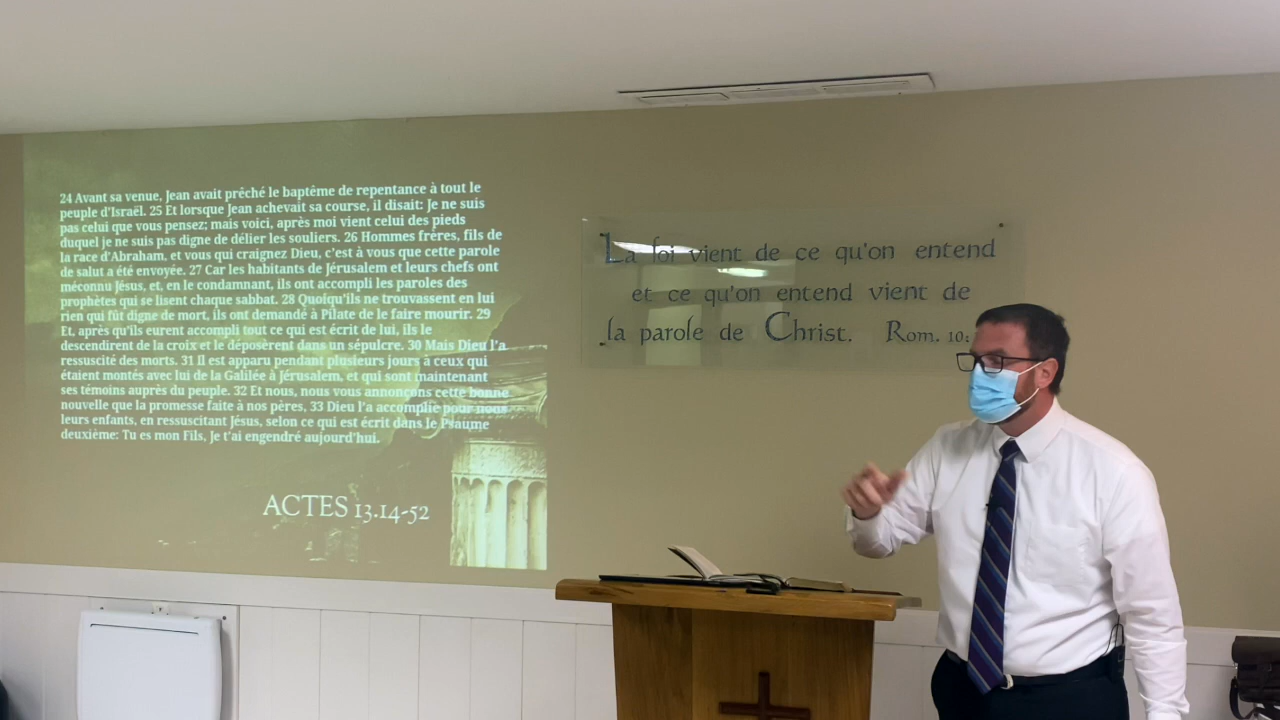 24 Avant sa venue, Jean avait prêché le baptême de repentance à tout le
peuple d'Israël. 25 Et lorsque Jean achevait sa course, il disait: Je ne suis
pas celui que vous pensez; mais voici, après moi vient celui des pieds
duquel je ne suis pas digne de délier les souliers. 26 Hommes frères, fils de
la race d'Abraham, et vous qui craignez Dieu, c'est à vous que cette parole
de salut a été envoyée. 27 Car les habitants de Jérusalem et leurs chefs ont
méconnu Jésus, et, en le condamnant, ils ont accompli les paroles des
prophètes qui se lisent chaque sabbat. 28 Quoiqu'ils ne trouvassent en lui
rien qui fût digne de mort, ils ont demandé à Pilate de le faire mourir. 29
Et, après qu'ils eurent accompli tout ce qui est écrit de lui, ils le
descendirent de la croix et le déposèrent dans un sépulcre. 30 Mais Dieu l'a
ressuscité des morts. 31 Il est apparu pendant plusieurs jours à ceux qui
étaient montés avec lui de la Galilée à Jérusalem, et qui sont maintenant
ses témoins auprès du peuple. 32 Et nous, nous vous annonçons cette bonne
nouvelle que la promesse faite à nos pères, 33 Dieu l'a accomplie pour nous
leurs enfants, en ressuscitant Jésus, selon ce qui est écrit dans le Psaume
deuxième: Tu es mon Fils, Je t'ai engendré aujourd'hui.
ACTES 13.14-52
La foi vient de ce qu'on entend
et ce qu'on entend vient de
la parole de Christ. Rom. 10: